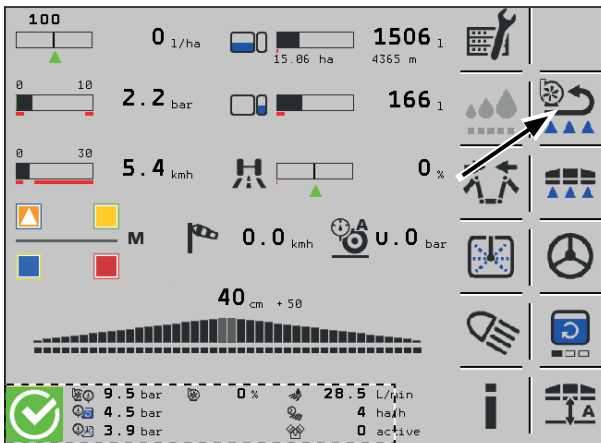 100
0 1/ha
1506 l
15.06 ha 4365 m
0 10
2.2 bar
166 l
0 30
5.4 kmh
0 %
M
0.0 kmh
A
0.0 bar
40 cm + 50
9.5 bar 0 % 28.5 L/min
4.5 bar 4 ha/h
3.9 bar 0 active
i
A